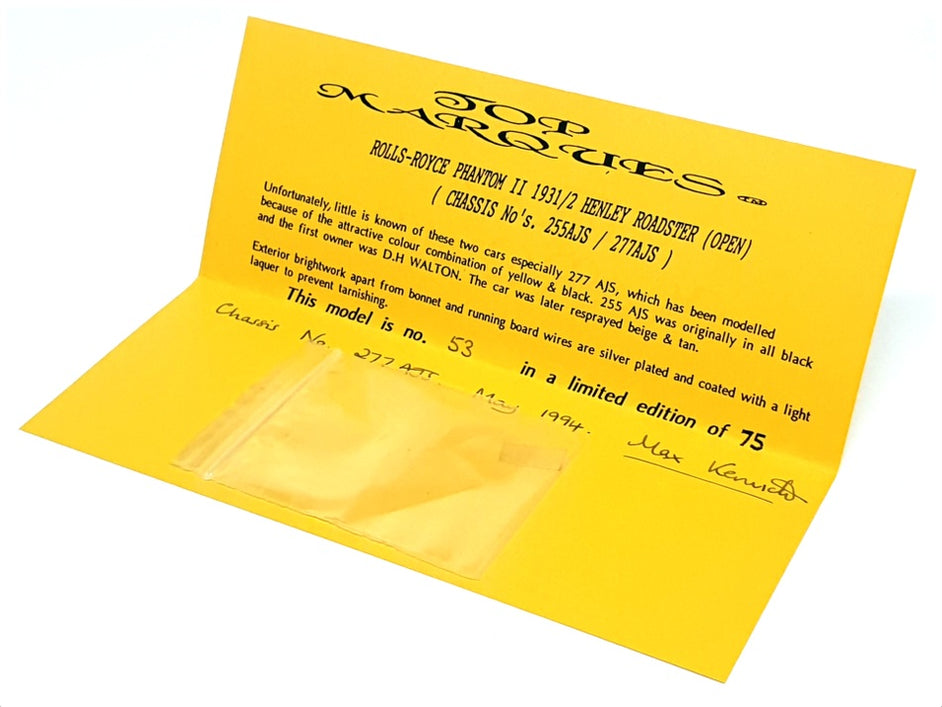 TOP
MARQUES
ROLLS-ROYCE PHANTOM II 1931/2 HENLEY ROADSTER (OPEN)
( CHASSIS No's. 255AJS / 277AJS )
Unfortunately, little is known of these two cars especially 277 AJS, which has been modelled
because of the attractive colour combination of yellow & black. 255 AJS was originally in all black
and the first owner was D.H WALTON. The car was later resprayed beige & tan.
Exterior brightwork apart from bonnet and running board wires are silver plated and coated with a light
laquer to prevent tarnishing.
This model is no. 53 in a limited edition of 75
Chassis No. 277 AJS. May 1994. Max